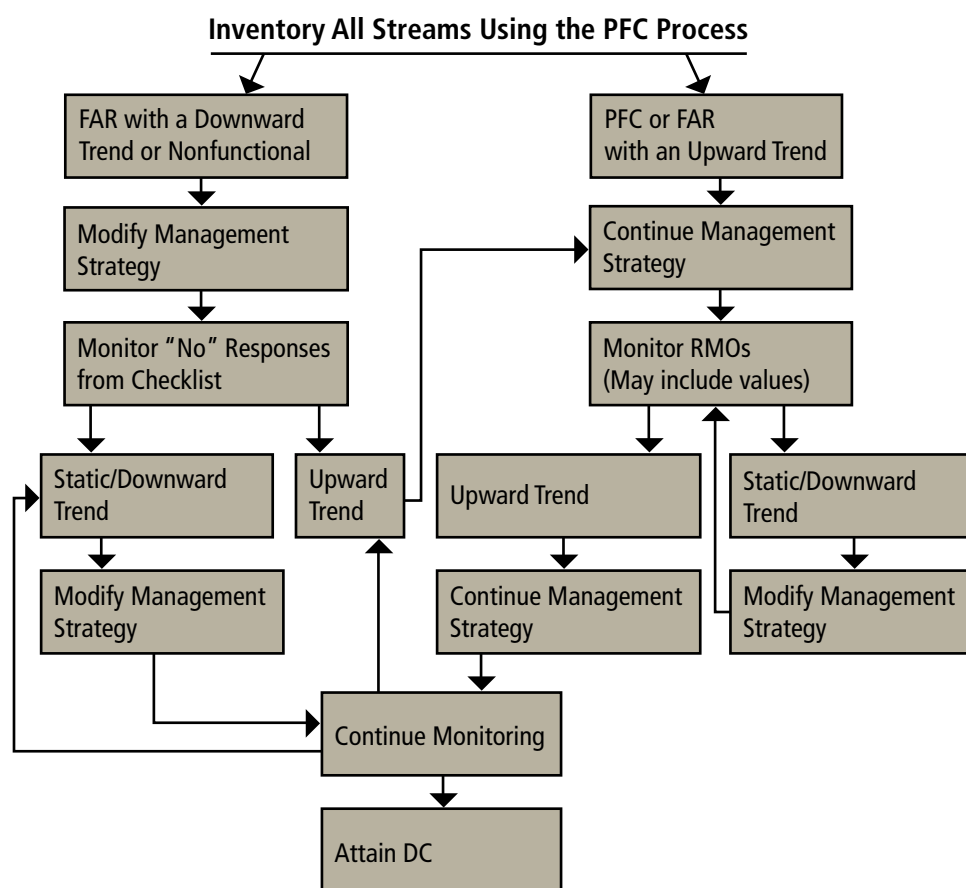 Inventory All Streams Using the PFC Process
FAR with a Downward
Trend or Nonfunctional
PFC or FAR
with an Upward Trend
Modify Management
Strategy
Continue Management
Strategy
Monitor “No” Responses
from Checklist
Monitor RMOs
(May include values)
Static/Downward
Trend
Upward
Trend
Upward Trend
Static/Downward
Trend
Modify Management
Strategy
Continue Management
Strategy
Modify Management
Strategy
Continue Monitoring
Attain DC